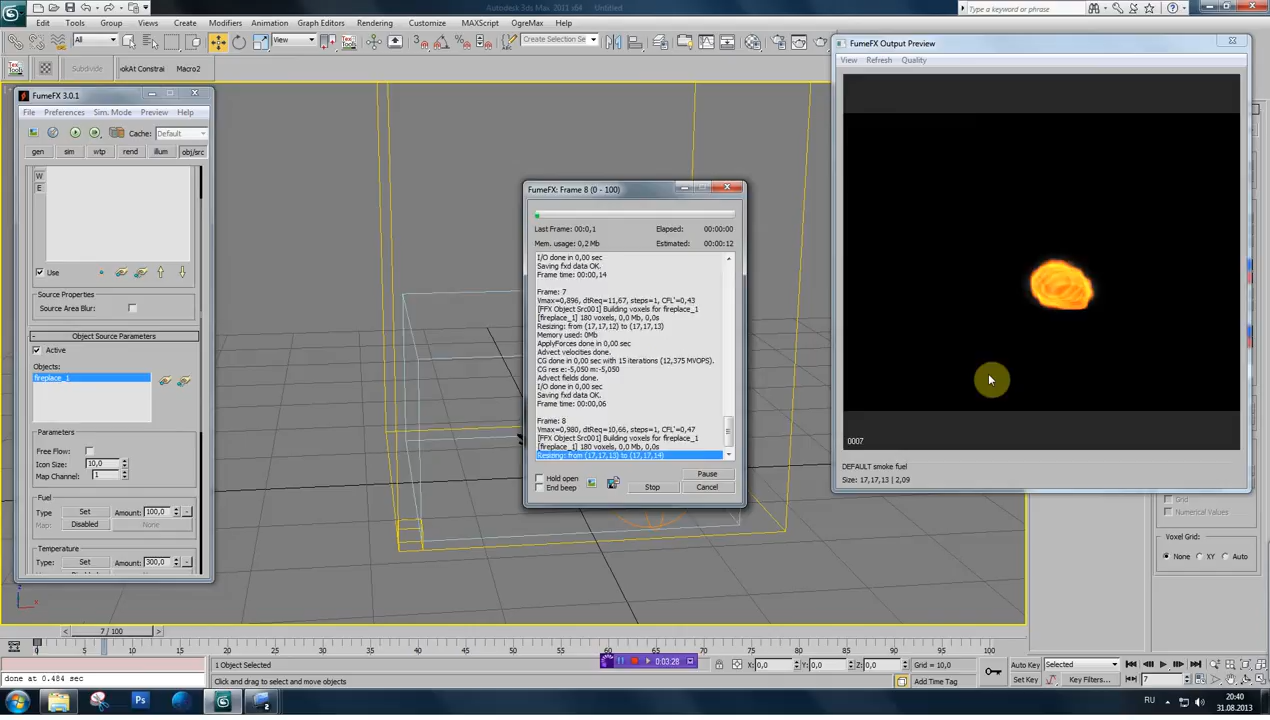 Autodesk 3ds Max 2011 x64 Untitled
Type a keyword or phrase
Edit Tools Group Views Create Modifiers Animation Graph Editors Rendering Customize MAXScript OgreMax Help
All View Create Selection Se
Subdivide okAt Constrai Macro2
FumeFX 3.0.1
File Preferences Sim. Mode Preview Help
Cache: Default
gen sim wtp rend illum obj/src
W
E
Use
Source Properties
Source Area Blur:
- Object Source Parameters
Active
Objects:
fireplace_1
Parameters
Free Flow:
Icon Size: 10,0
Map Channel: 1
Fuel
Type Set Amount: 100,0
Map: Disabled None
Temperature
Type: Set Amount: 300,0
FumeFX: Frame 8 (0 - 100)
Last Frame: 00:0,1 Elapsed: 00:00:00
Mem. usage: 0,2 Mb Estimated: 00:00:12
I/O done in 0,00 sec
Saving fxd data OK.
Frame time: 00:00,14
Frame: 7
Vmax=0,896, dtReq=11,67, steps=1, CFL'=0,43
[FFX Object Src001] Building voxels for fireplace_1
[fireplace_1] 180 voxels, 0,0 Mb, 0,0s
Resizing: from (17,17,12) to (17,17,13)
Memory used: 0Mb
ApplyForces done in 0,00 sec
Advect velocities done.
CG done in 0,00 sec with 15 iterations (12,375 MVOPS).
CG res e:-5,050 m:-5,050
Advect fields done.
I/O done in 0,00 sec
Saving fxd data OK.
Frame time: 00:00,06
Frame: 8
Vmax=0,980, dtReq=10,66, steps=1, CFL'=0,47
[FFX Object Src001] Building voxels for fireplace_1
[fireplace_1] 180 voxels, 0,0 Mb, 0,0s
Resizing: from (17,17,13) to (17,17,14)
Hold open Pause
End beep Stop Cancel
FumeFX Output Preview
View Refresh Quality
0007
DEFAULT smoke fuel
Size: 17,17,13 | 2,09
Grid
Numerical Values
Voxel Grid:
None XY Auto
< 7 / 100 >
0 5 10 15 20 25 30 35 40 45 50 55 60 65 70 75 80 85 90 95 100
1 Object Selected 0:03:28 X: 0,0 Y: 0,0 Z: 0,0 Grid = 10,0 Auto Key Selected
done at 0.484 sec Click and drag to select and move objects Add Time Tag Set Key Key Filters... 7
Ps RU 20:40
31.08.2013